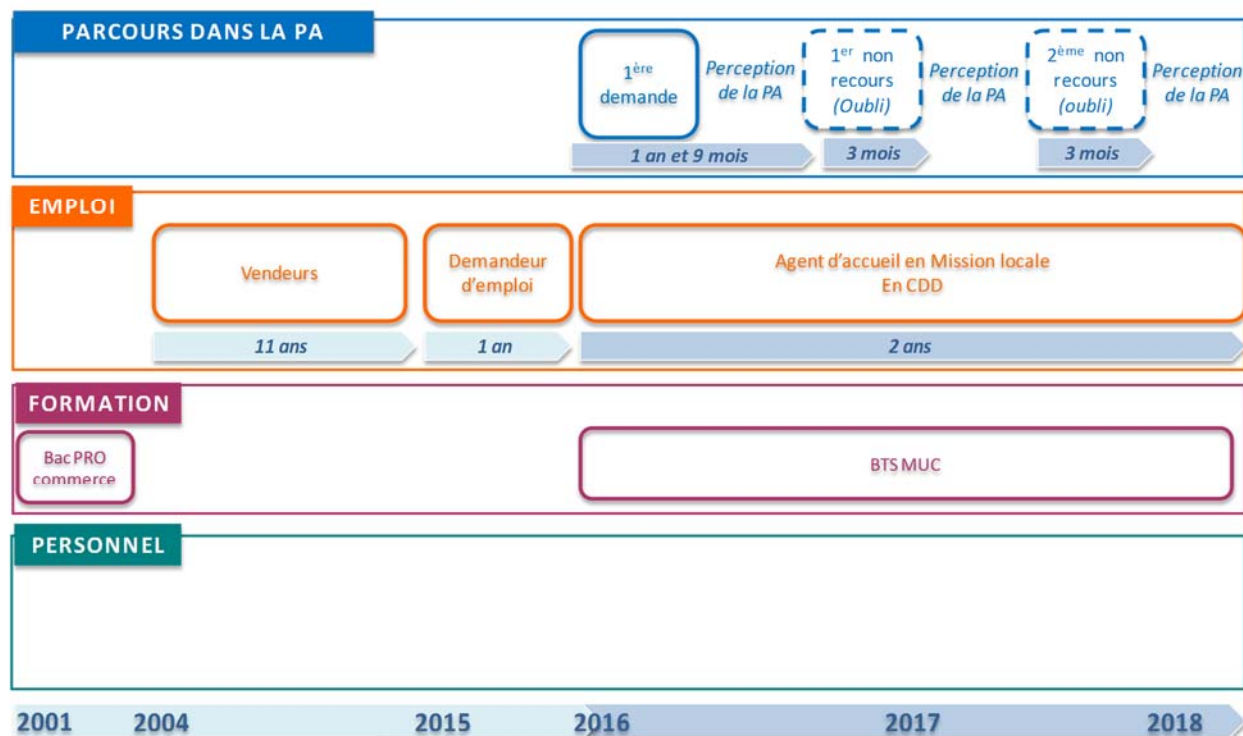 PARCOURS DANS LA PA
1ère
demande
Perception
de la PA
1er non
recours
(Oubli)
Perception
de la PA
2ème non
recours
(oubli)
Perception
de la PA
1 an et 9 mois
3 mois
3 mois
EMPLOI
Vendeurs
Demandeur
d'emploi
Agent d'accueil en Mission locale
En CDD
11 ans
1 an
2 ans
FORMATION
Bac PRO
commerce
BTS MUC
PERSONNEL
2001
2004
2015
2016
2017
2018